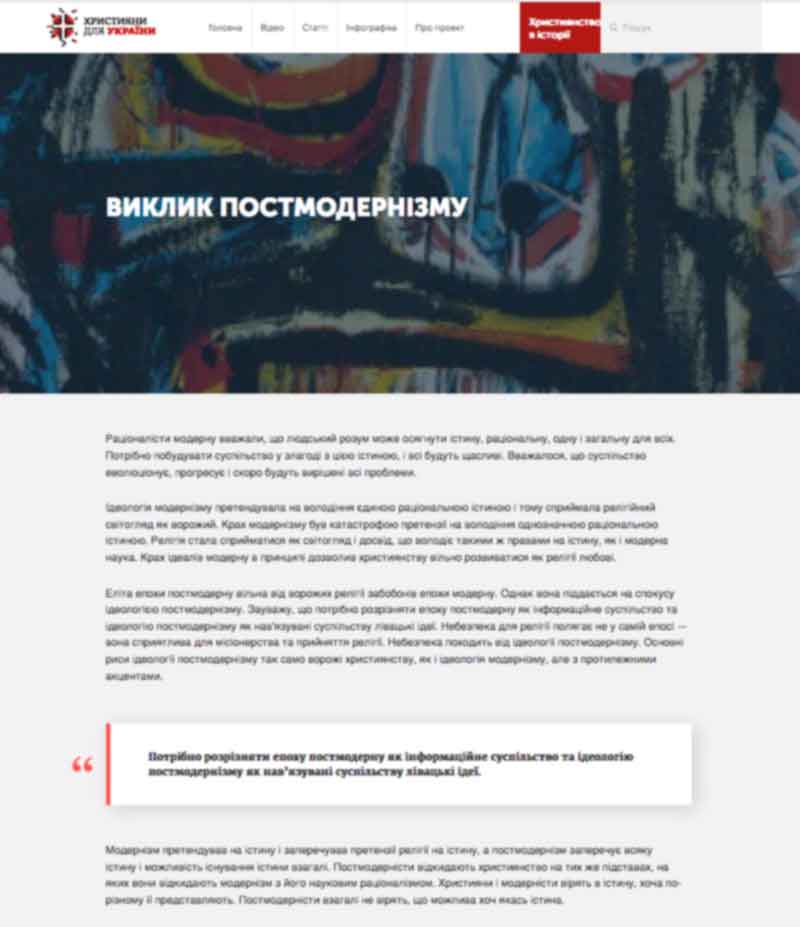 ХРИСТИЯНИ
ДЛЯ УКРАЇНИ
Головна
Відео
Статті
Інфографіка
Про проект
Християнство
в історії
Пошук
ВИКЛИК ПОСТМОДЕРНІЗМУ
Раціоналісти модерну вважали, що людський розум може осягнути істину, раціональну, одну і загальну для всіх.
Потрібно побудувати суспільство у злагоді з цією істиною, і всі будуть щасливі. Вважалося, що суспільство
еволюціонує, прогресує і скоро будуть вирішені всі проблеми.
Ідеологія модернізму претендувала на володіння єдиною раціональною істиною і тому сприймала релігійний
світогляд як ворожий. Крах модернізму був катастрофою претензії на володіння однозначною раціональною
істиною. Релігія стала сприйматися як світогляд і досвід, що володіє такими ж правами на істину, як і модерна
наука. Крах ідеалів модерну в принципі дозволив християнству вільно розвиватися як релігії любові.
Еліта епохи постмодерну вільна від ворожих релігії забобонів епохи модерну. Однак вона піддається на спокусу
ідеологією постмодернізму. Зауважу, що потрібно розрізняти епоху постмодерну як інформаційне суспільство та
ідеологію постмодернізму як нав'язувані суспільству лівацькі ідеї. Небезпека для релігії полягає не у самій епосі —
вона сприятлива для місіонерства та прийняття релігії. Небезпека походить від ідеології постмодернізму. Основні
риси ідеології постмодернізму так само ворожі християнству, як і ідеологія модернізму, але з протилежними
акцентами.
“ Потрібно розрізняти епоху постмодерну як інформаційне суспільство та ідеологію
постмодернізму як нав’язувані суспільству лівацькі ідеї.
Модернізм претендував на істину і заперечував претензії релігії на істину, а постмодернізм заперечує всяку
істину і можливість існування істини взагалі. Постмодерністи відкидають християнство на тих же підставах, на
яких вони відкидають модернізм з його науковим раціоналізмом. Християни і модерністи вірять в істину, хоча по-
різному її представляють. Постмодерністи взагалі не вірять, що можлива хоч якась істина.